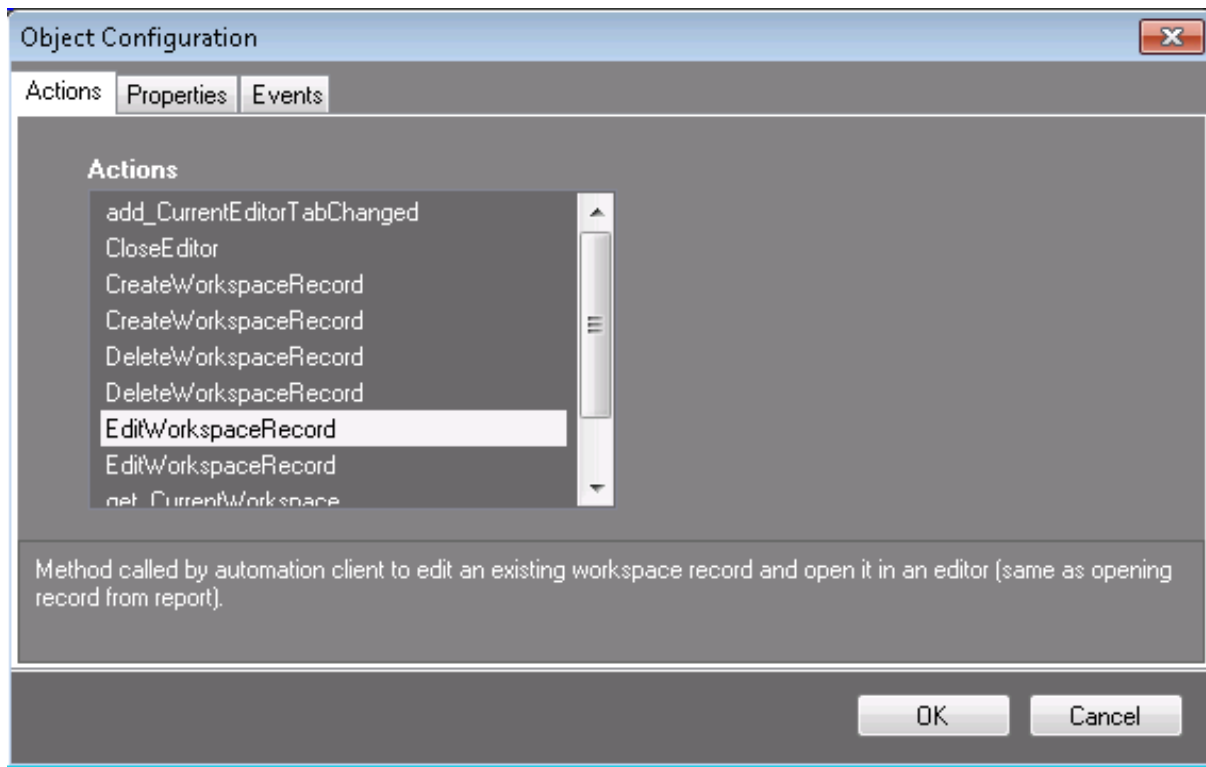 Object Configuration
Actions
Properties
Events
Actions
add_CurrentEditorTabChanged
CloseEditor
CreateWorkspaceRecord
CreateWorkspaceRecord
DeleteWorkspaceRecord
DeleteWorkspaceRecord
EditWorkspaceRecord
EditWorkspaceRecord
get_CurrentWorkspace
Method called by automation client to edit an existing workspace record and open it in an editor (same as opening
record from report).
OK
Cancel